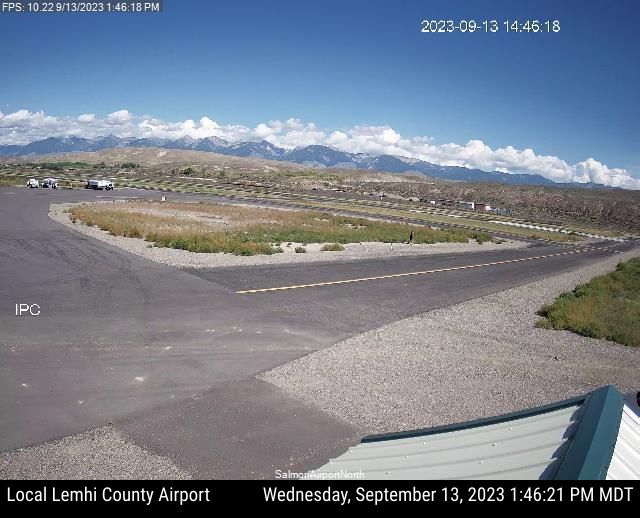 FPS: 10.22 9/13/2023 1:46:18 PM
2023-09-13 14:46:18
IPC
SalmonAirportNorth
Local Lemhi County Airport Wednesday, September 13, 2023 1:46:21 PM MDT